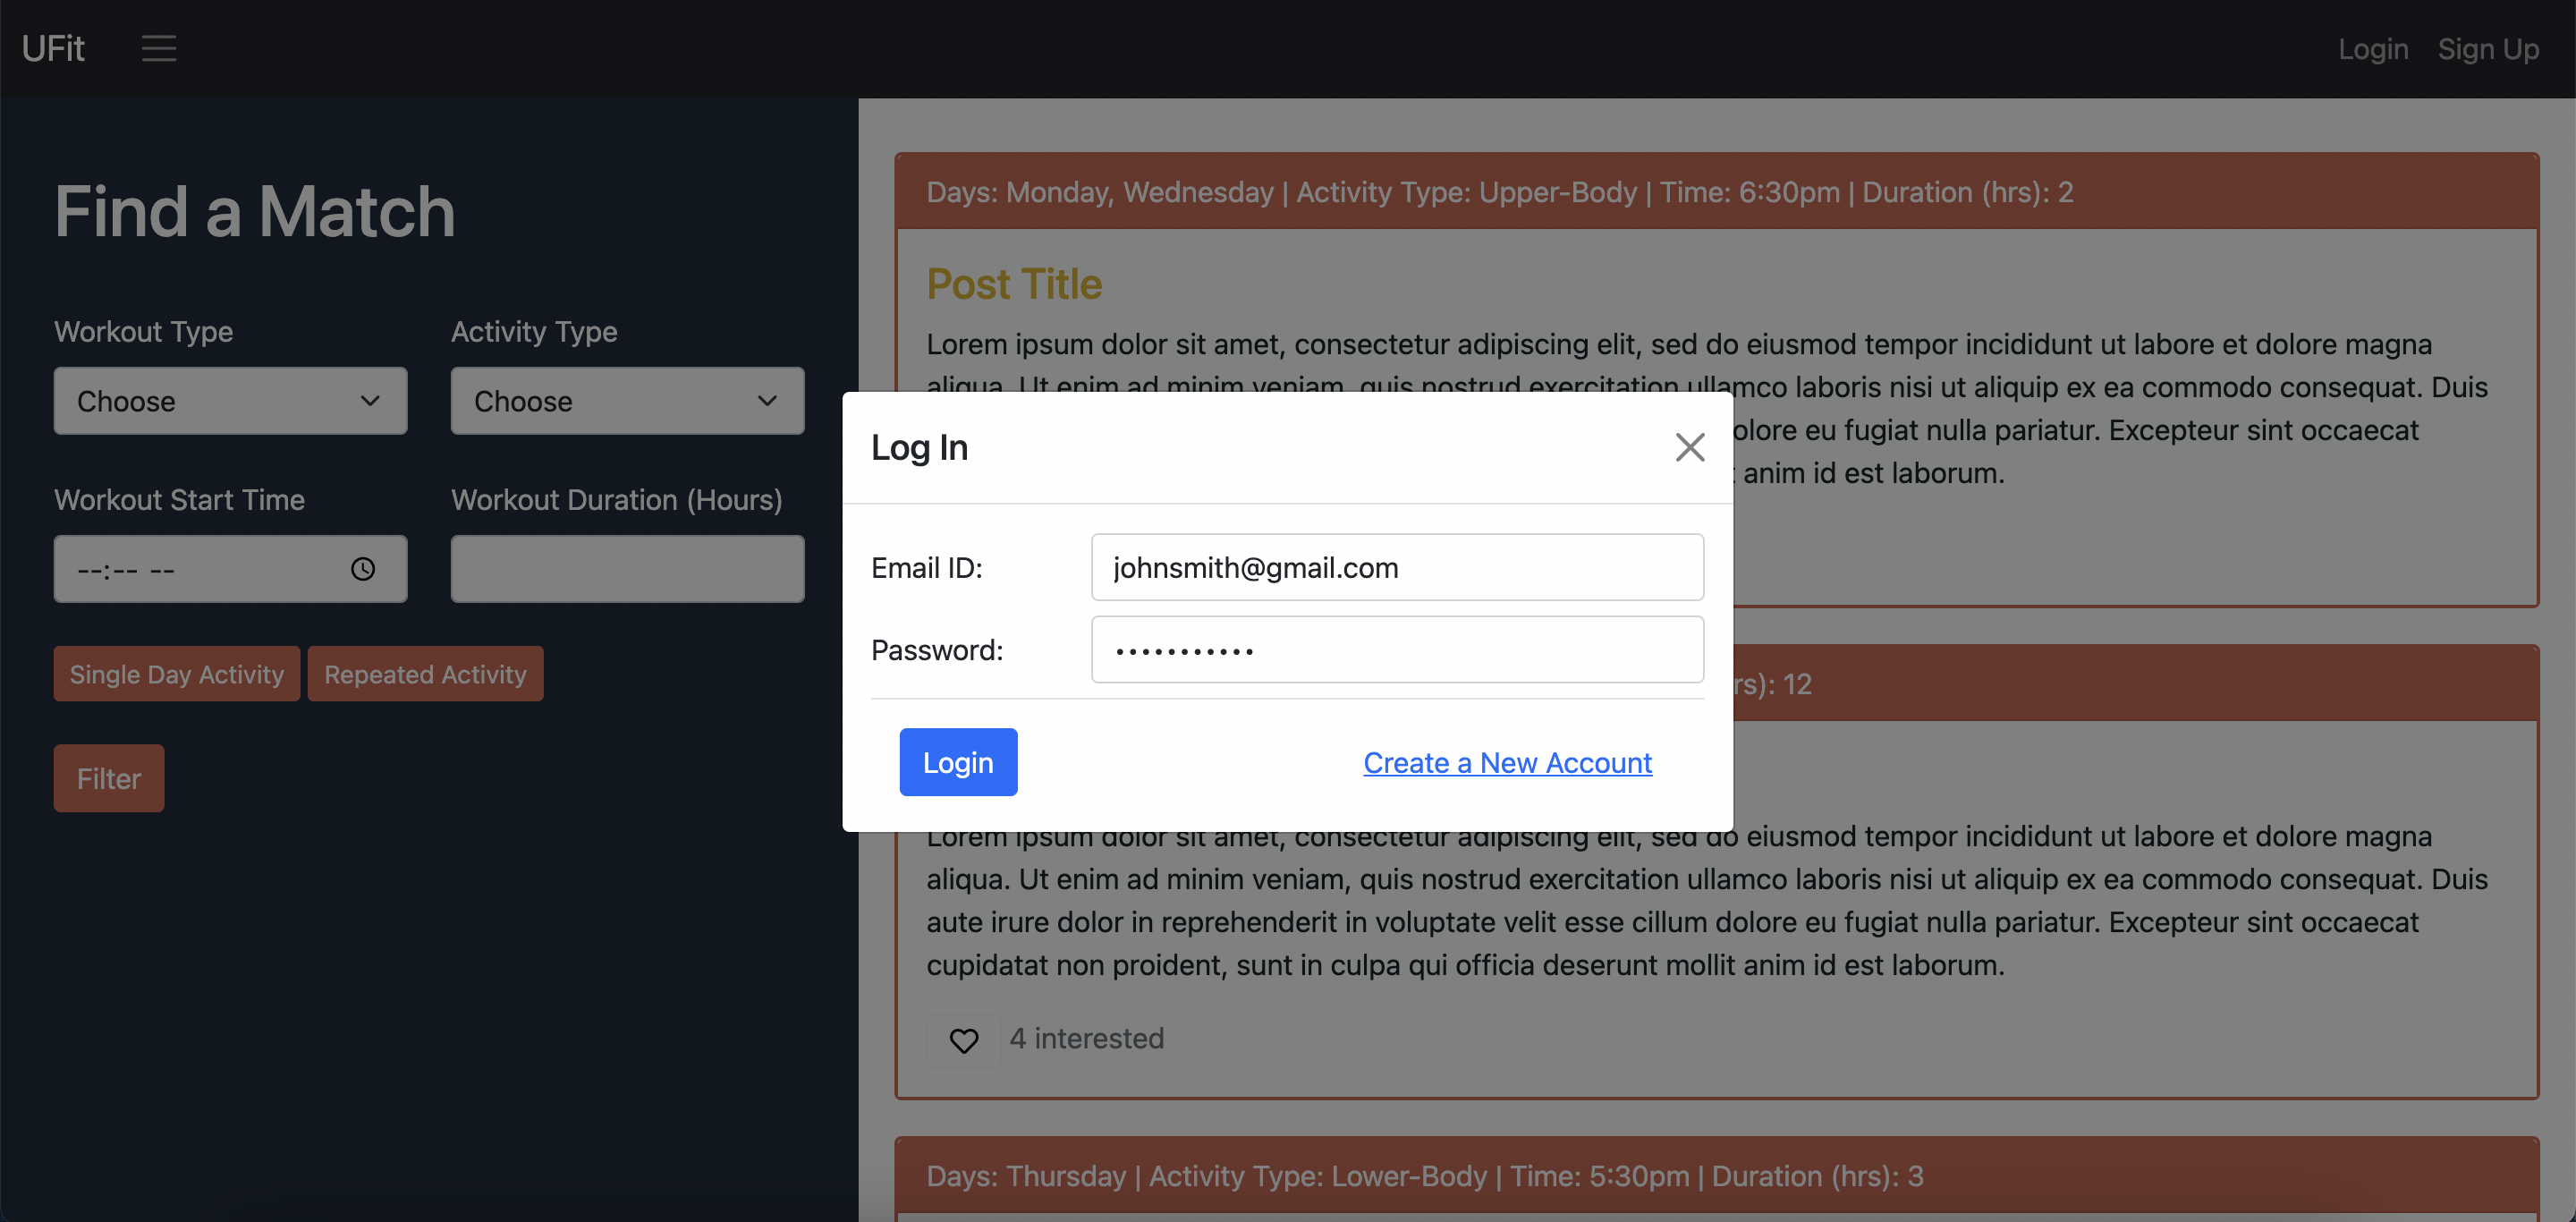 UFit
Login Sign Up
Find a Match
Workout Type Activity Type
Choose Choose
Workout Start Time Workout Duration (Hours)
--:-- --
Single Day Activity Repeated Activity
Filter
Days: Monday, Wednesday | Activity Type: Upper-Body | Time: 6:30pm | Duration (hrs): 2
Post Title
Lorem ipsum dolor sit amet, consectetur adipiscing elit, sed do eiusmod tempor incididunt ut labore et dolore magna
aliqua. Ut enim ad minim veniam, quis nostrud exercitation ullamco laboris nisi ut aliquip ex ea commodo consequat. Duis
olore eu fugiat nulla pariatur. Excepteur sint occaecat
anim id est laborum.
Log In
Email ID: johnsmith@gmail.com
Password: •••••••••••
Login Create a New Account
rs): 12
Lorem ipsum dolor sit amet, consectetur adipiscing elit, sed do eiusmod tempor incididunt ut labore et dolore magna
aliqua. Ut enim ad minim veniam, quis nostrud exercitation ullamco laboris nisi ut aliquip ex ea commodo consequat. Duis
aute irure dolor in reprehenderit in voluptate velit esse cillum dolore eu fugiat nulla pariatur. Excepteur sint occaecat
cupidatat non proident, sunt in culpa qui officia deserunt mollit anim id est laborum.
4 interested
Days: Thursday | Activity Type: Lower-Body | Time: 5:30pm | Duration (hrs): 3